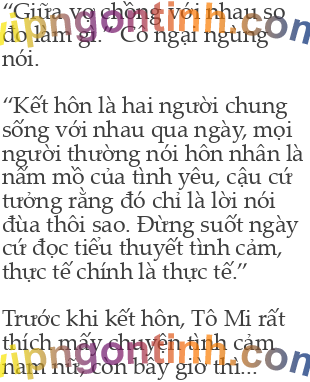 “Giữa vợ chồng với nhau so
đo làm gì.” Cô ngại ngùng
nói.
“Kết hôn là hai người chung
sống với nhau qua ngày, mọi
người thường nói hôn nhân là
nấm mồ của tình yêu, cậu cứ
tưởng rằng đó chỉ là lời nói
đùa thôi sao. Đừng suốt ngày
cứ đọc tiểu thuyết tình cảm,
thực tế chính là thực tế.”
Trước khi kết hôn, Tô Mi rất
thích mấy chuyện tình cảm
nam nữ, còn bây giờ thì...
vipngontinh.com
vipngontinh.com